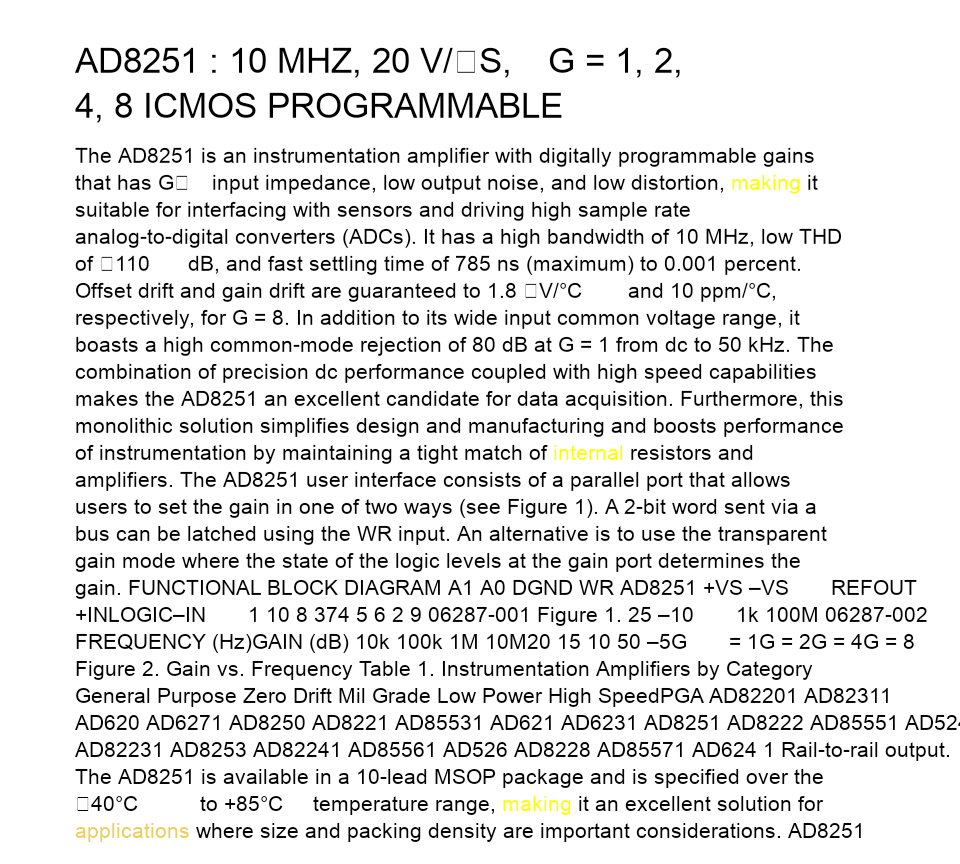 AD8251 : 10 MHZ, 20 V/□S, G = 1, 2,
4, 8 ICMOS PROGRAMMABLE
The AD8251 is an instrumentation amplifier with digitally programmable gains
that has G□ input impedance, low output noise, and low distortion, making it
suitable for interfacing with sensors and driving high sample rate
analog-to-digital converters (ADCs). It has a high bandwidth of 10 MHz, low THD
of □110 dB, and fast settling time of 785 ns (maximum) to 0.001 percent.
Offset drift and gain drift are guaranteed to 1.8 □V/°C and 10 ppm/°C,
respectively, for G = 8. In addition to its wide input common voltage range, it
boasts a high common-mode rejection of 80 dB at G = 1 from dc to 50 kHz. The
combination of precision dc performance coupled with high speed capabilities
makes the AD8251 an excellent candidate for data acquisition. Furthermore, this
monolithic solution simplifies design and manufacturing and boosts performance
of instrumentation by maintaining a tight match of internal resistors and
amplifiers. The AD8251 user interface consists of a parallel port that allows
users to set the gain in one of two ways (see Figure 1). A 2-bit word sent via a
bus can be latched using the WR input. An alternative is to use the transparent
gain mode where the state of the logic levels at the gain port determines the
gain. FUNCTIONAL BLOCK DIAGRAM A1 A0 DGND WR AD8251 +VS –VS REFOUT
+INLOGIC–IN 1 10 8 374 5 6 2 9 06287-001 Figure 1. 25 –10 1k 100M 06287-002
FREQUENCY (Hz)GAIN (dB) 10k 100k 1M 10M20 15 10 50 –5G = 1G = 2G = 4G = 8
Figure 2. Gain vs. Frequency Table 1. Instrumentation Amplifiers by Category
General Purpose Zero Drift Mil Grade Low Power High SpeedPGA AD82201 AD82311
AD620 AD6271 AD8250 AD8221 AD85531 AD621 AD6231 AD8251 AD8222 AD85551 AD524
AD82231 AD8253 AD82241 AD85561 AD526 AD8228 AD85571 AD624 1 Rail-to-rail output.
The AD8251 is available in a 10-lead MSOP package and is specified over the
□40°C to +85°C temperature range, making it an excellent solution for
applications where size and packing density are important considerations. AD8251